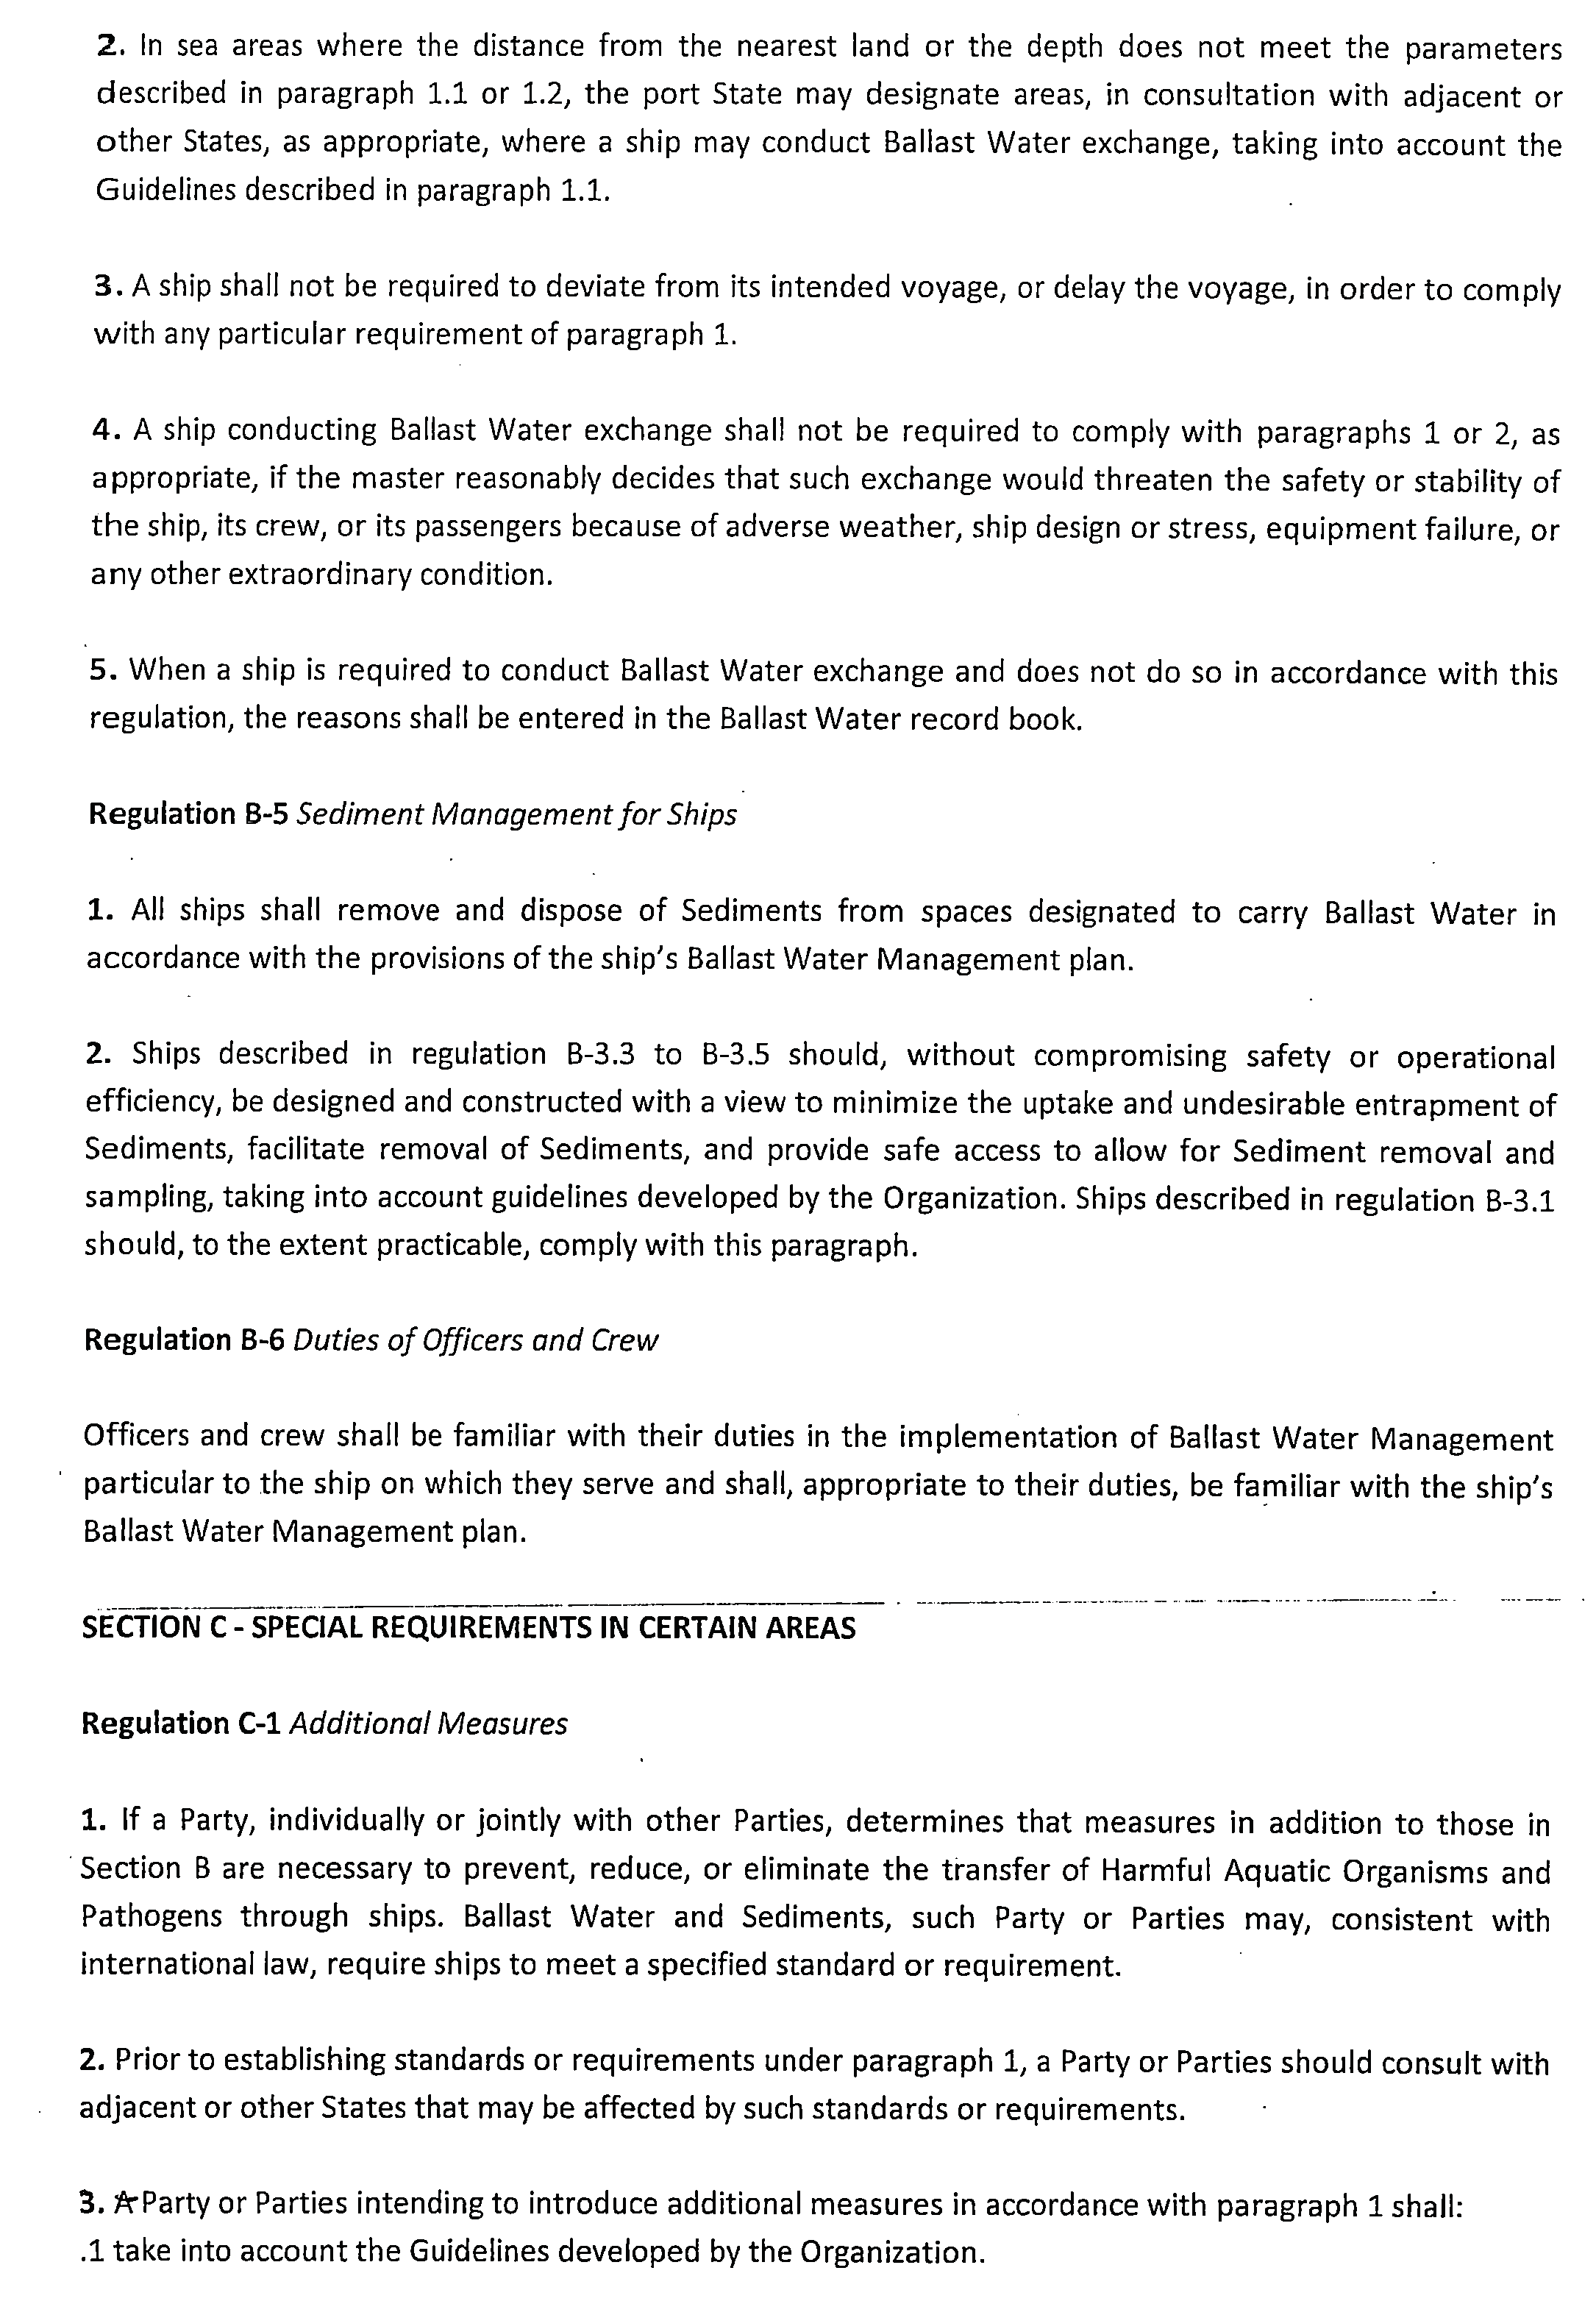 2. In sea areas where the distance from the nearest land or the depth does not meet the parameters
described in paragraph 1.1 or 1.2, the port State may designate areas, in consultation with adjacent or
other States, as appropriate, where a ship may conduct Ballast Water exchange, taking into account the
Guidelines described in paragraph 1.1.
3. A ship shall not be required to deviate from its intended voyage, or delay the voyage, in order to comply
with any particular requirement of paragraph 1.
4. A ship conducting Ballast Water exchange shall not be required to comply with paragraphs 1 or 2, as
appropriate, if the master reasonably decides that such exchange would threaten the safety or stability of
the ship, its crew, or its passengers because of adverse weather, ship design or stress, equipment failure, or
any other extraordinary condition.
5. When a ship is required to conduct Ballast Water exchange and does not do so in accordance with this
regulation, the reasons shall be entered in the Ballast Water record book.
Regulation B-5 Sediment Management for Ships
1. All ships shall remove and dispose of Sediments from spaces designated to carry Ballast Water in
accordance with the provisions of the ship's Ballast Water Management plan.
2. Ships described in regulation B-3.3 to B-3.5 should, without compromising safety or operational
efficiency, be designed and constructed with a view to minimize the uptake and undesirable entrapment of
Sediments, facilitate removal of Sediments, and provide safe access to allow for Sediment removal and
sampling, taking into account guidelines developed by the Organization. Ships described in regulation B-3.1
should, to the extent practicable, comply with this paragraph.
Regulation B-6 Duties of Officers and Crew
Officers and crew shall be familiar with their duties in the implementation of Ballast Water Management
particular to the ship on which they serve and shall, appropriate to their duties, be familiar with the ship's
Ballast Water Management plan.
SECTION C - SPECIAL REQUIREMENTS IN CERTAIN AREAS
Regulation C-1 Additional Measures
1. If a Party, individually or jointly with other Parties, determines that measures in addition to those in
Section B are necessary to prevent, reduce, or eliminate the transfer of Harmful Aquatic Organisms and
Pathogens through ships. Ballast Water and Sediments, such Party or Parties may, consistent with
international law, require ships to meet a specified standard or requirement.
2. Prior to establishing standards or requirements under paragraph 1, a Party or Parties should consult with
adjacent or other States that may be affected by such standards or requirements.
3. A Party or Parties intending to introduce additional measures in accordance with paragraph 1 shall:
.1 take into account the Guidelines developed by the Organization.